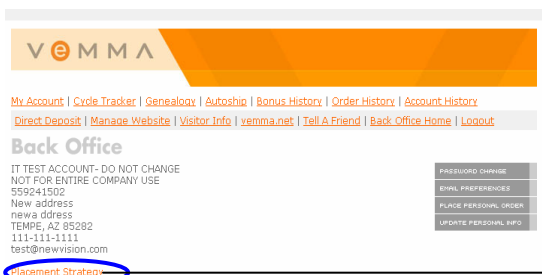 VeMMA
My Account | Cycle Tracker | Genealogy | Autoship | Bonus History | Order History | Account History
Direct Deposit | Manage Website | Visitor Info | vemma.net | Tell A Friend | Back Office Home | Logout
Back Office
IT TEST ACCOUNT- DO NOT CHANGE
NOT FOR ENTIRE COMPANY USE
559241502
New address
newa ddress
TEMPE, AZ 85282
111-111-1111
test@newvision.com
Placement Strategy
PASSWORD CHANGE
EMAIL PREFERENCES
PLACE PERSONAL ORDER
UPDATE PERSONAL INFO